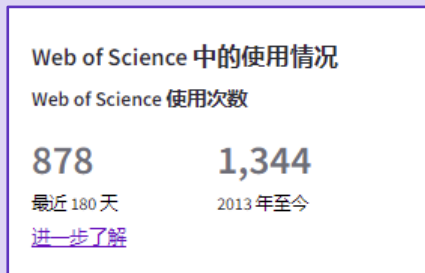 Web of Science 中的使用情况
Web of Science 使用次数
878 1,344
最近 180 天 2013 年至今
进一步了解